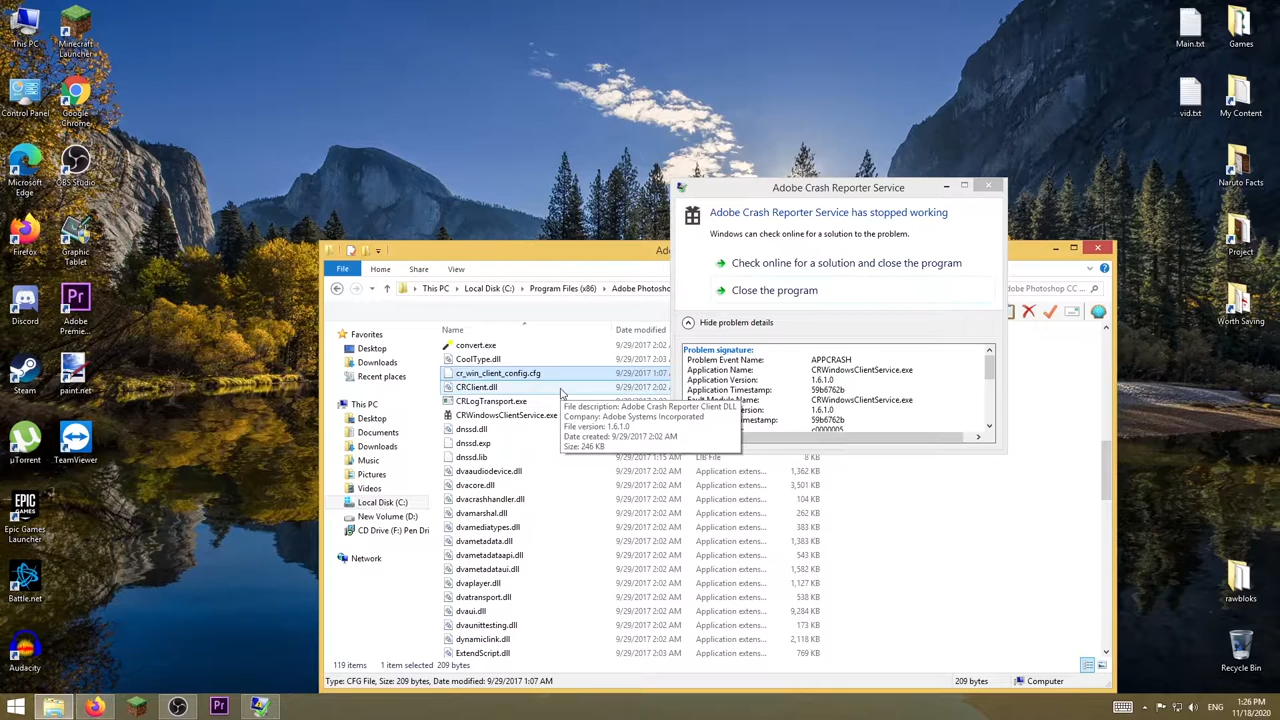 This PC
Minecraft
Launcher
Control Panel
Google
Chrome
Microsoft
Edge
OBS Studio
Firefox
Graphic
Tablet
Discord
Adobe
Premie...
Steam
paint.net
µTorrent
TeamViewer
Epic Games
Launcher
Battle.net
Audacity
Main.txt
Games
vid.txt
My Content
Naruto Facts
Project
Worth Saving
rawbloks
Recycle Bin
Adobe Crash Reporter Service
Adobe Crash Reporter Service has stopped working
Windows can check online for a solution to the problem.
Check online for a solution and close the program
Close the program
Hide problem details
Problem signature:
Problem Event Name: APPCRASH
Application Name: CRWindowsClientService.exe
Application Version: 1.6.1.0
Application Timestamp: 59b6762b
Fault Module Name: CRWindowsClientService.exe
1.6.1.0
59b6762b
c0000005
File Home Share View
This PC Local Disk (C:) Program Files (x86) Adobe Photosho
dobe Photoshop CC ...
Favorites
Desktop
Downloads
Recent places
This PC
Desktop
Documents
Downloads
Music
Pictures
Videos
Local Disk (C:)
New Volume (D:)
CD Drive (F:) Pen Dri
Network
Name Date modified
convert.exe 9/29/2017 2:02 AM
CoolType.dll 9/29/2017 2:03
cr_win_client_config.cfg 9/29/2017 1:07
CRClient.dll 9/29/2017 2:02
CRLogTransport.exe
CRWindowsClientService.exe
File description: Adobe Crash Reporter Client DLL
Company: Adobe Systems Incorporated
File version: 1.6.1.0
Date created: 9/29/2017 2:02 AM
Size: 246 KB
dnssd.dll
dnssd.exp
dnssd.lib 9/29/2017 1:15 AM LIB File 8 KB
dvaaudiodevice.dll 9/29/2017 2:02 AM Application extens... 1,362 KB
dvacore.dll 9/29/2017 2:02 AM Application extens... 3,501 KB
dvacrashhandler.dll 9/29/2017 2:02 AM Application extens... 104 KB
dvamarshal.dll 9/29/2017 2:02 AM Application extens... 262 KB
dvamediatypes.dll 9/29/2017 2:02 AM Application extens... 383 KB
dvametadata.dll 9/29/2017 2:02 AM Application extens... 1,383 KB
dvametadataapi.dll 9/29/2017 2:02 AM Application extens... 543 KB
dvametadataui.dll 9/29/2017 2:02 AM Application extens... 1,582 KB
dvaplayer.dll 9/29/2017 2:02 AM Application extens... 1,127 KB
dvatransport.dll 9/29/2017 2:02 AM Application extens... 538 KB
dvaui.dll 9/29/2017 2:02 AM Application extens... 9,284 KB
dvaunittesting.dll 9/29/2017 2:02 AM Application extens... 173 KB
dynamiclink.dll 9/29/2017 2:02 AM Application extens... 2,118 KB
ExtendScript.dll 9/29/2017 2:03 AM Application extens... 769 KB
119 items 1 item selected 209 bytes
Type: CFG File, Size: 209 bytes, Date modified: 9/29/2017 1:07 AM
209 bytes Computer
ENG
1:26 PM
11/18/2020